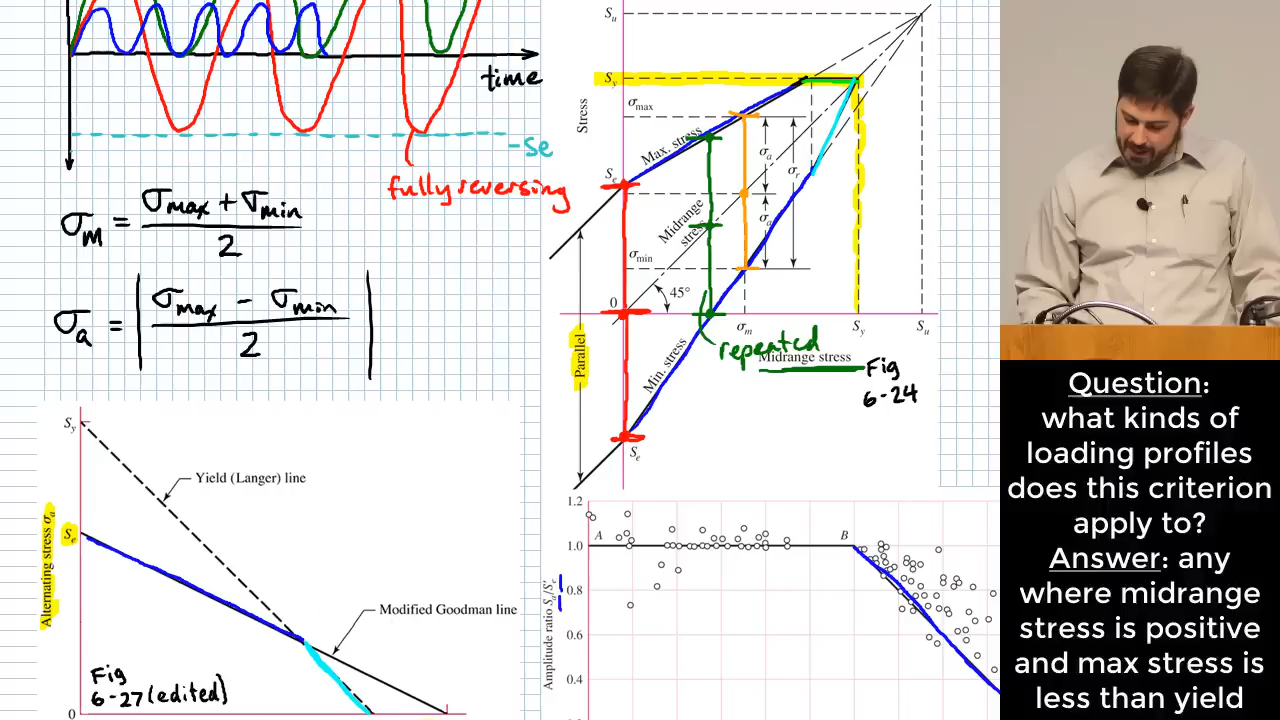 time
-Se
fully reversing
σm = σmax + σmin
2
σa = | σmax - σmin |
2
Sy
Se
0
Alternating stress σa
Yield (Langer) line
Modified Goodman line
Fig
6-27 (edited)
Su
Sy
σmax
Stress
Max. stress
Se
σa
σr
Midrange
stress
σa
σmin
0
45°
σm
Sy
Su
repeated
Midrange stress
Parallel
Min. stress
Se
Fig
6-24
1.2
A
B
1.0
0.8
0.6
0.4
Amplitude ratio Sa/S'e
Question:
what kinds of
loading profiles
does this criterion
apply to?
Answer: any
where midrange
stress is positive
and max stress is
less than yield